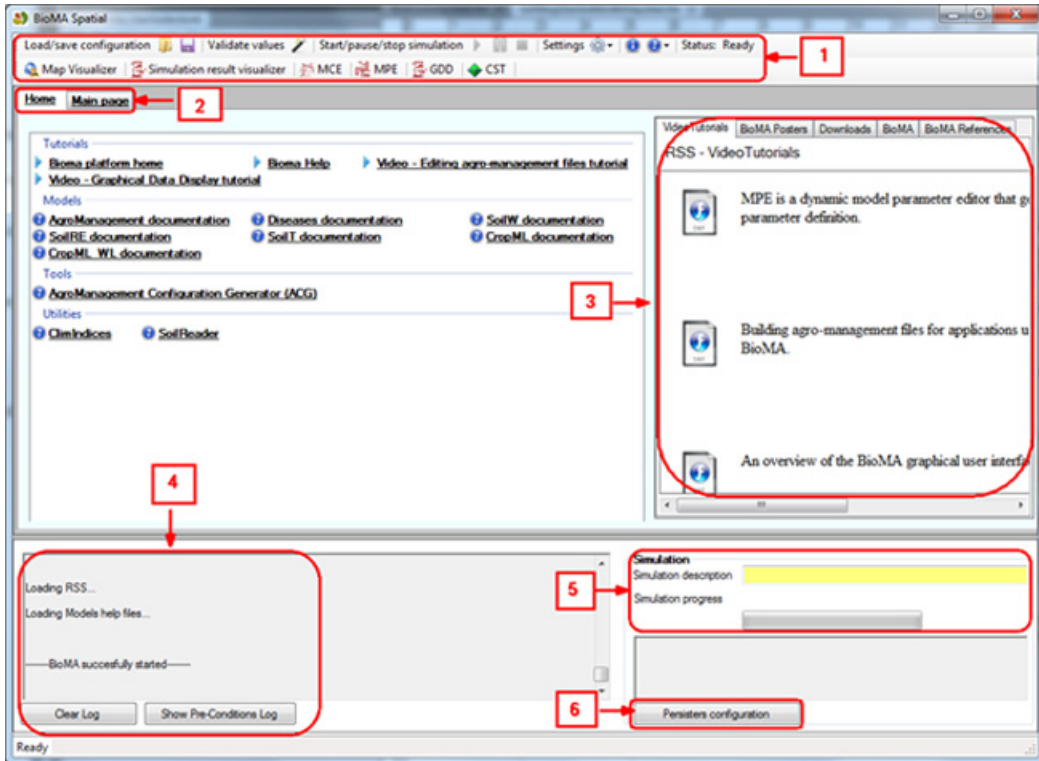 BioMA Spatial
Load/save configuration | Validate values | Start/pause/stop simulation | Settings | Status: Ready
1
Map Visualizer | Simulation result visualizer | MCE | MPE | GDD | CST
Home Main page
2
Tutorials
Bioma platform home Bioma Help Video - Editing agro-management files tutorial
Video - Graphical Data Display tutorial
Models
AgroManagement documentation Diseases documentation SoilW documentation
SoilRE documentation SoilT documentation CropML documentation
CropML_WL documentation
Tools
AgroManagement Configuration Generator (ACG)
Utilities
ClimIndices SoilReader
VideoTutorials BioMA Posters Downloads BioMA BioMA References
RSS - VideoTutorials
MPE is a dynamic model parameter editor that
parameter definition.
3
Building agro-management files for applications u
BioMA.
An overview of the BioMA graphical user interfa
4
Loading RSS...
Loading Models help files...
------BioMA succesfully started------
Clear Log Show Pre-Conditions Log
Simulation
Simulation description
5
Simulation progress
6
Persisters configuration
Ready